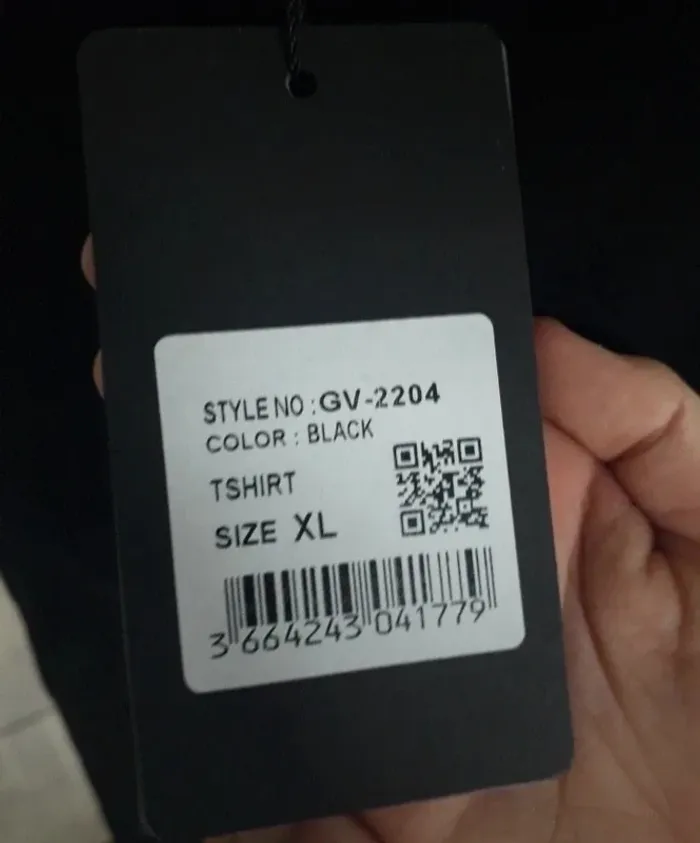 STYLE NO : GV-2204
COLOR : BLACK
TSHIRT
SIZE XL
3 664243 041779